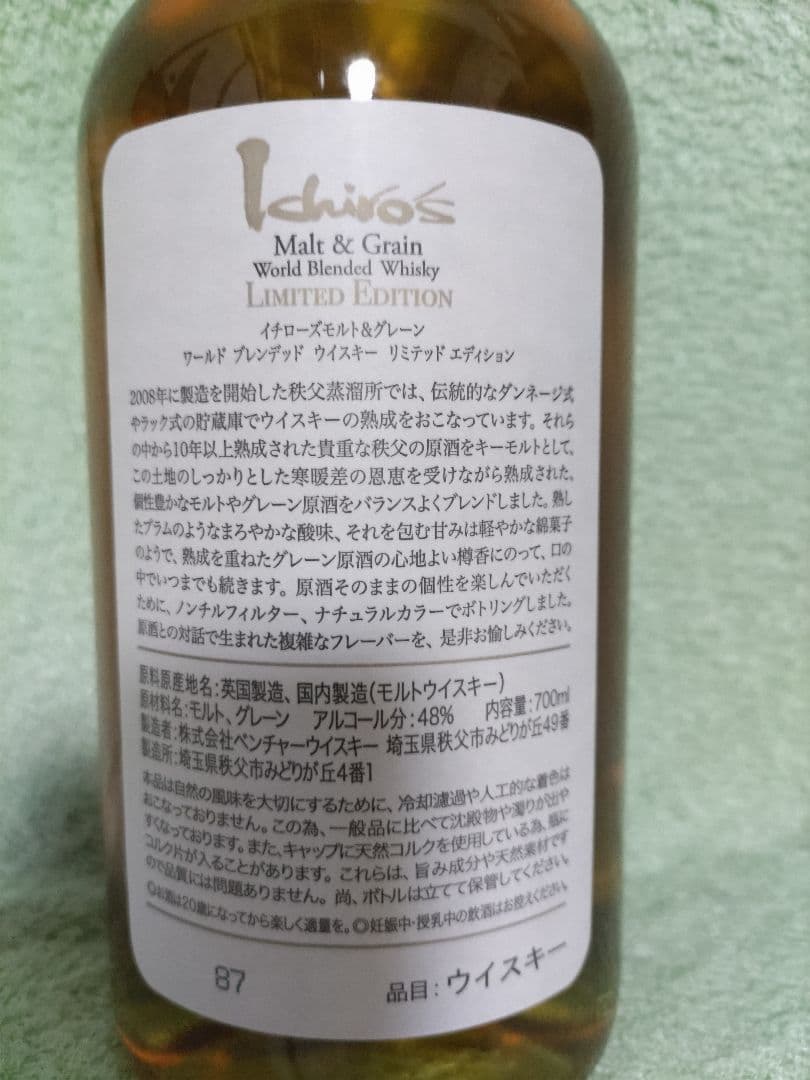 Ichiro's
Malt & Grain
World Blended Whisky
LIMITED EDITION
イチローズモルト&グレーン
ワールド ブレンデッド ウイスキー リミテッド エディション
2008年に製造を開始した秩父蒸溜所では、伝統的なダンネージ式
やラック式の貯蔵庫でウイスキーの熟成をおこなっています。それら
の中から10年以上熟成された貴重な秩父の原酒をキーモルトとして、
この土地のしっかりとした寒暖差の恩恵を受けながら熟成された、
個性豊かなモルトやグレーン原酒をバランスよくブレンドしました。熟し
たプラムのようなまろやかな酸味、それを包む甘みは軽やかな綿菓子
のようで、熟成を重ねたグレーン原酒の心地よい樽香にのって、口の
中でいつまでも続きます。原酒そのままの個性を楽しんでいただく
ために、ノンチルフィルター、ナチュラルカラーでボトリングしました。
原酒との対話で生まれた複雑なフレーバーを、是非お愉しみください。
原料原産地名:英国製造、国内製造(モルトウイスキー)
原材料名:モルト、グレーン アルコール分:48% 内容量:700ml
製造者:株式会社ベンチャーウイスキー 埼玉県秩父市みどりが丘49番
製造所:埼玉県秩父市みどりが丘4番1
本品は自然の風味を大切にするために、冷却濾過や人工的な着色は
おこなっておりません。この為、一般品に比べて沈殿物や濁りが出や
すくなっております。また、キャップに天然コルクを使用している為、瓶に
コルク片が入ることがあります。これらは、旨み成分や天然素材です
ので品質には問題ありません。尚、ボトルは立てて保管してください。
◎お酒は20歳になってから楽しく適量を。◎妊娠中・授乳中の飲酒はお控えください。
87 品目:ウイスキー